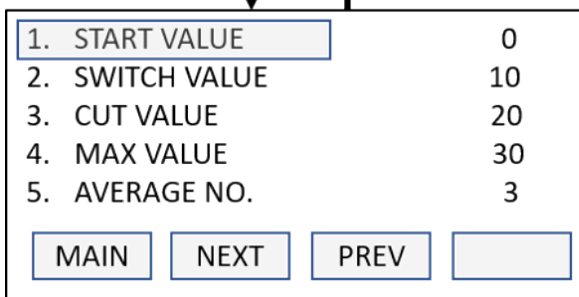 1. START VALUE 0
2. SWITCH VALUE 10
3. CUT VALUE 20
4. MAX VALUE 30
5. AVERAGE NO. 3
MAIN NEXT PREV